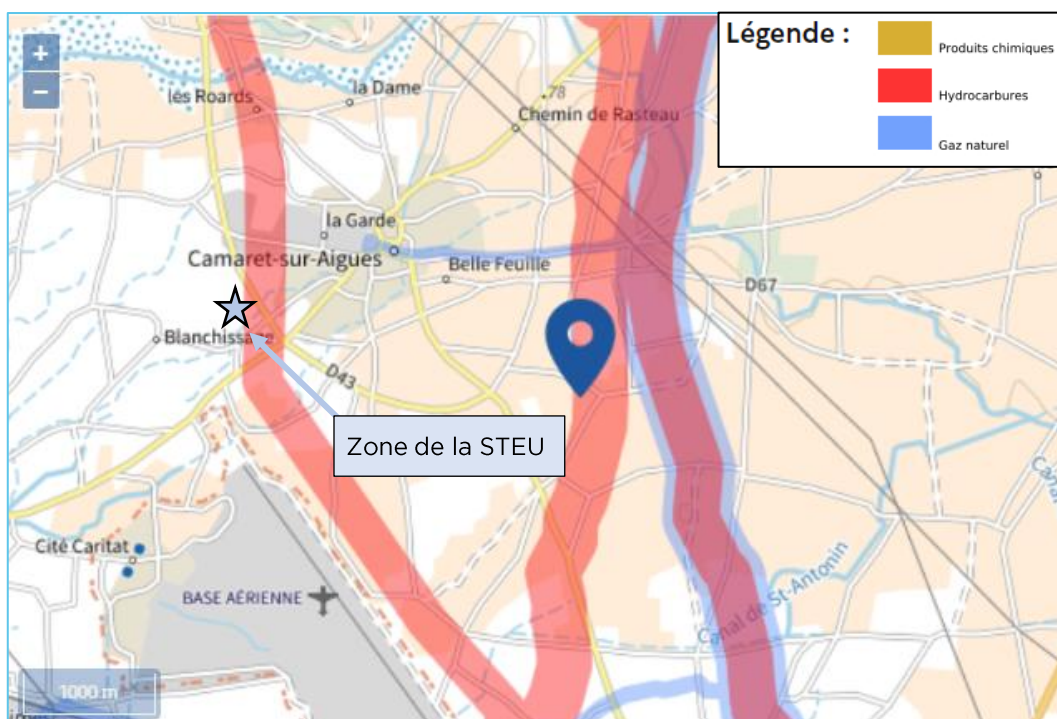 +
−
Légende :
Produits chimiques
Hydrocarbures
Gaz naturel
la Dame
les Roards
78
Chemin de Rasteau
la Garde
Camaret-sur-Aigues
Belle Feuille
D67
Blanchissage
D43
Zone de la STEU
Cité Caritat
BASE AÉRIENNE
Canal de St-Antonin
1000 m